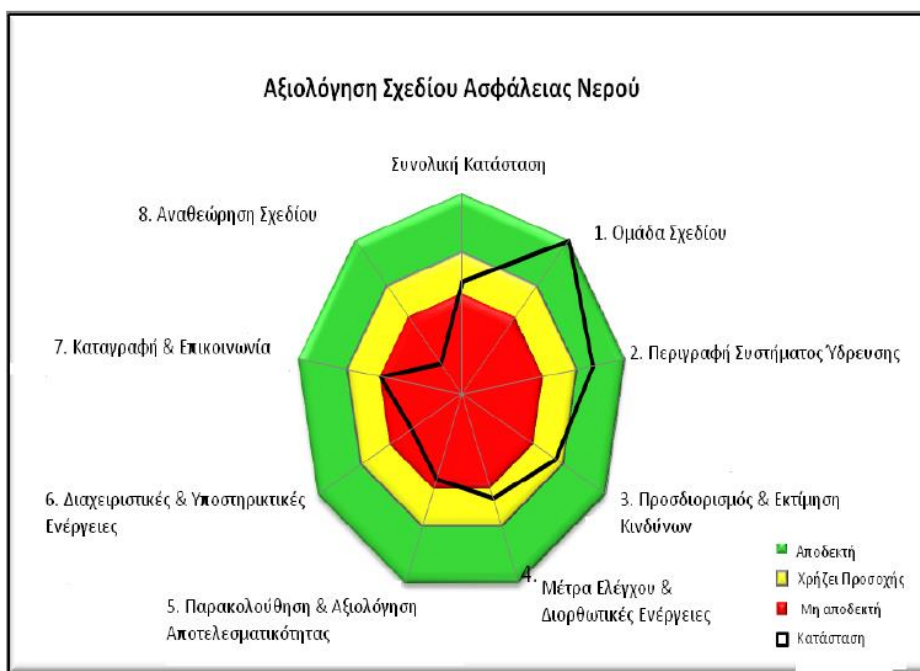 Αξιολόγηση Σχεδίου Ασφάλειας Νερού
Συνολική Κατάσταση
1. Ομάδα Σχεδίου
2. Περιγραφή Συστήματος Ύδρευσης
3. Προσδιορισμός & Εκτίμηση
Κινδύνων
4.
Μέτρα Ελέγχου &
Διορθωτικές Ενέργειες
5. Παρακολούθηση & Αξιολόγηση
Αποτελεσματικότητας
6. Διαχειριστικές & Υποστηρικτικές
Ενέργειες
7. Καταγραφή & Επικοινωνία
8. Αναθεώρηση Σχεδίου
Αποδεκτή
Χρήζει Προσοχής
Μη αποδεκτή
Κατάσταση